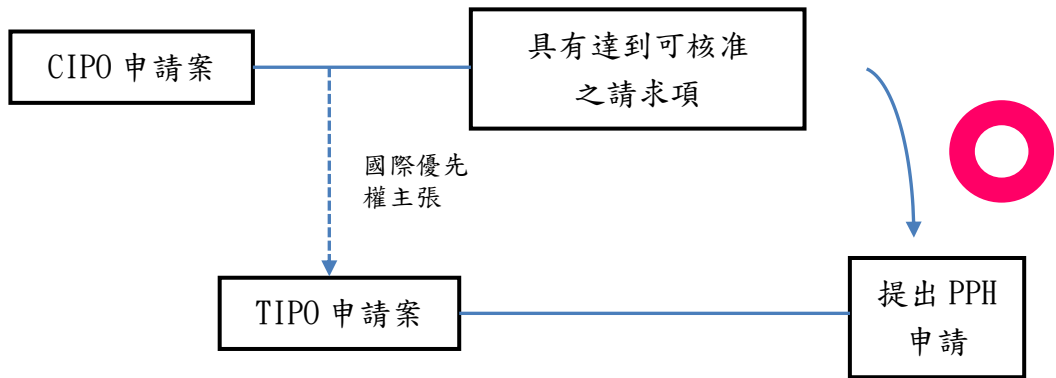 CIPO 申請案
具有達到可核准
之請求項
國際優先
權主張
TIPO 申請案
提出 PPH
申請